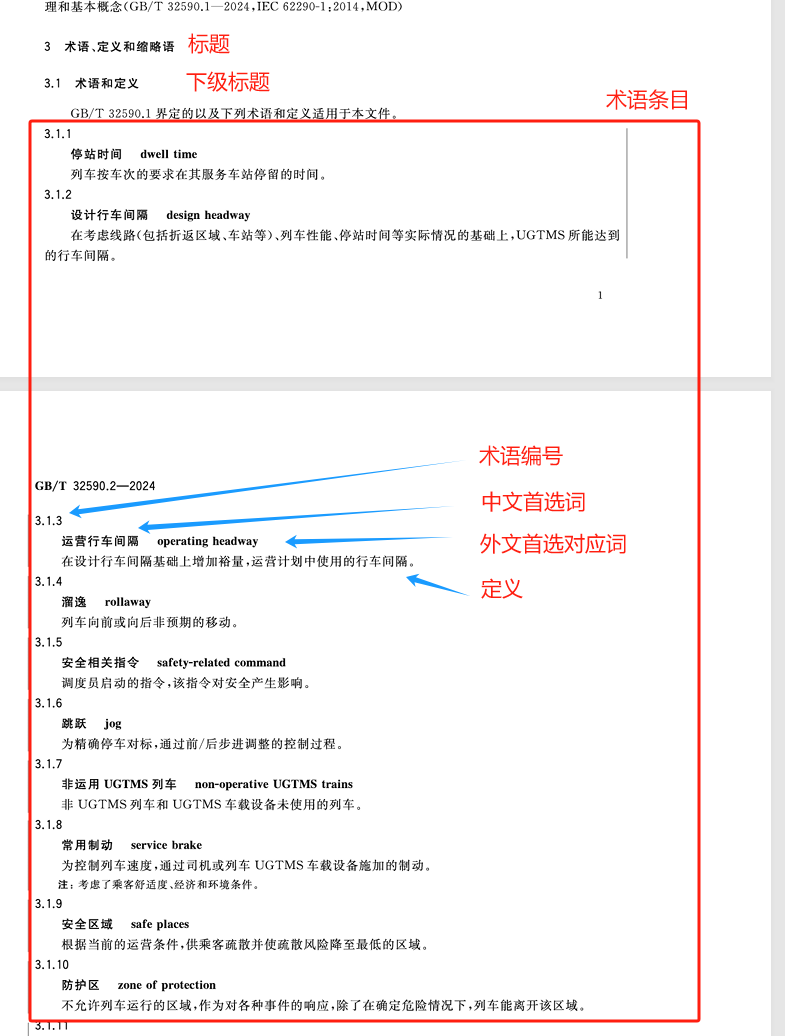 理和基本概念(GB/T 32590.1—2024,IEC 62290-1:2014,MOD)
3 术语、定义和缩略语 标题
3.1 术语和定义 下级标题
术语条目
GB/T 32590.1 界定的以及下列术语和定义适用于本文件。
3.1.1
停站时间 dwell time
列车按车次的要求在其服务车站停留的时间。
3.1.2
设计行车间隔 design headway
在考虑线路(包括折返区域、车站等)、列车性能、停站时间等实际情况的基础上,UGTMS 所能达到
的行车间隔。
1
术语编号
GB/T 32590.2—2024
中文首选词
3.1.3
运营行车间隔 operating headway 外文首选对应词
在设计行车间隔基础上增加裕量,运营计划中使用的行车间隔。
定义
3.1.4
溜逸 rollaway
列车向前或向后非预期的移动。
3.1.5
安全相关指令 safety-related command
调度员启动的指令,该指令对安全产生影响。
3.1.6
跳跃 jog
为精确停车对标,通过前/后步进调整的控制过程。
3.1.7
非运用 UGTMS 列车 non-operative UGTMS trains
非 UGTMS 列车和 UGTMS 车载设备未使用的列车。
3.1.8
常用制动 service brake
为控制列车速度,通过司机或列车 UGTMS 车载设备施加的制动。
注:考虑了乘客舒适度、经济和环境条件。
3.1.9
安全区域 safe places
根据当前的运营条件,供乘客疏散并使疏散风险降至最低的区域。
3.1.10
防护区 zone of protection
不允许列车运行的区域,作为对各种事件的响应,除了在确定危险情况下,列车能离开该区域。
3.1.11